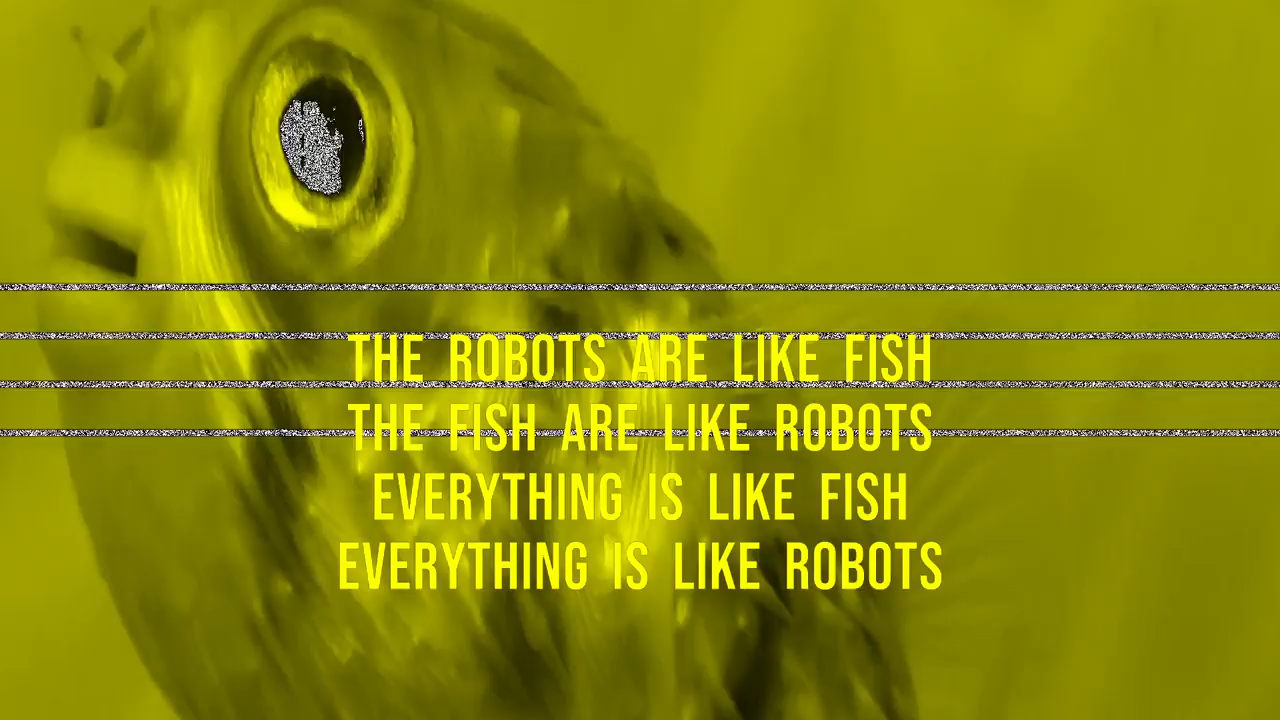 THE ROBOTS ARE LIKE FISH
THE FISH ARE LIKE ROBOTS
EVERYTHING IS LIKE FISH
EVERYTHING IS LIKE ROBOTS